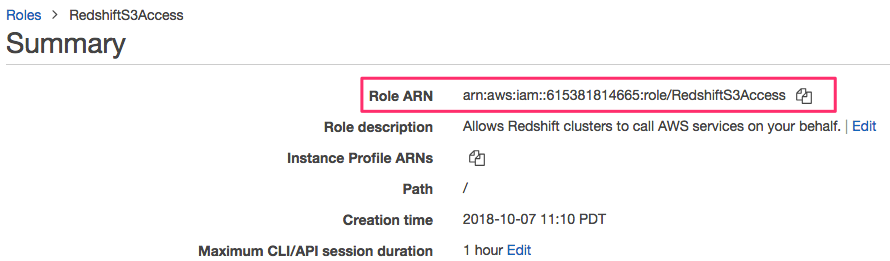 Roles > RedshiftS3Access
Summary
Role ARN arn:aws:iam::615381814665:role/RedshiftS3Access
Role description Allows Redshift clusters to call AWS services on your behalf. | Edit
Instance Profile ARNs
Path /
Creation time 2018-10-07 11:10 PDT
Maximum CLI/API session duration 1 hour Edit